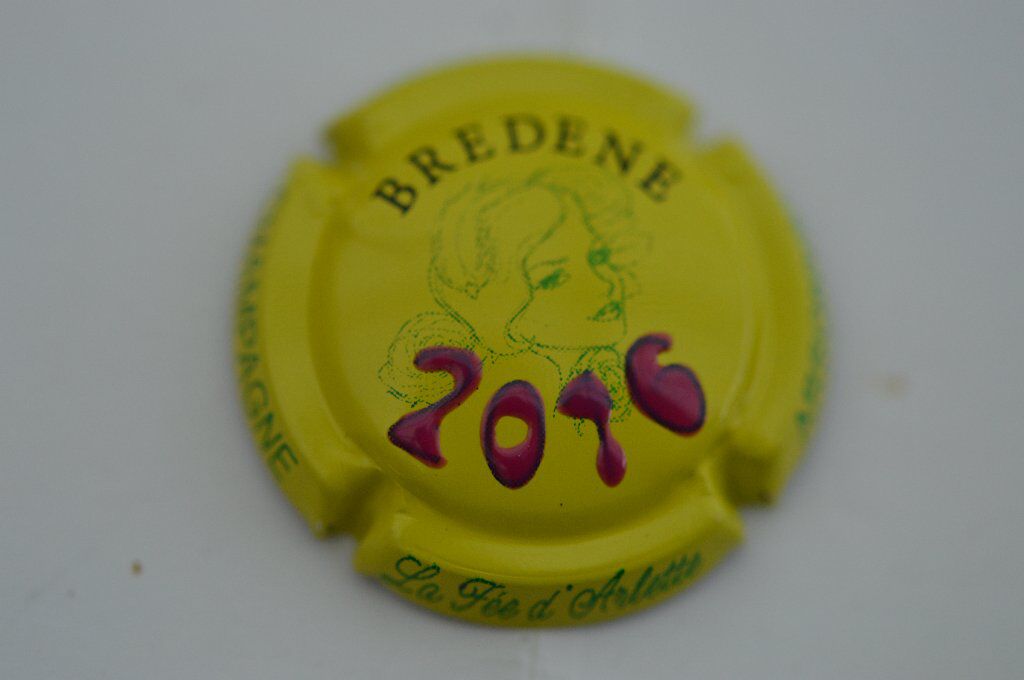 BREDENE
2016
La Fée d'Arlette
CHAMPAGNE